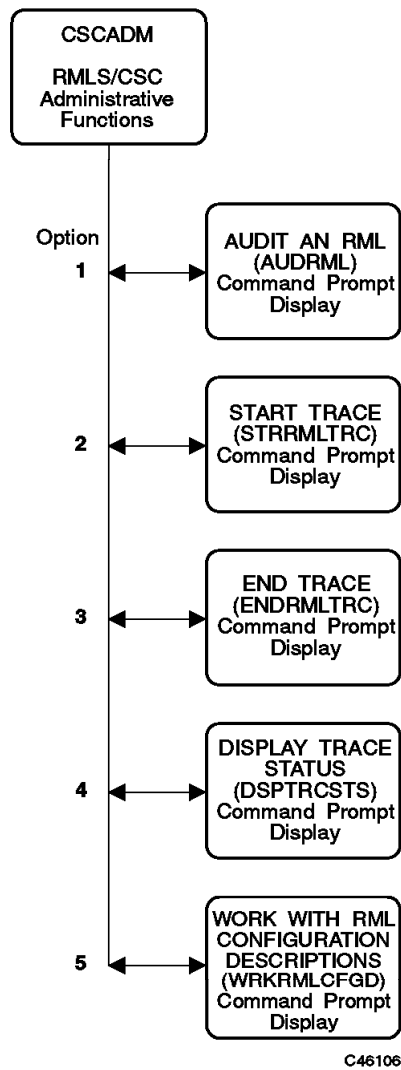 CSCADM
RMLS/CSC
Administrative
Functions
Option
1
AUDIT AN RML
(AUDRML)
Command Prompt
Display
2
START TRACE
(STRRMLTRC)
Command Prompt
Display
3
END TRACE
(ENDRMLTRC)
Command Prompt
Display
4
DISPLAY TRACE
STATUS
(DSPTRCSTS)
Command Prompt
Display
5
WORK WITH RML
CONFIGURATION
DESCRIPTIONS
(WRKRMLCFGD)
Command Prompt
Display
C46106